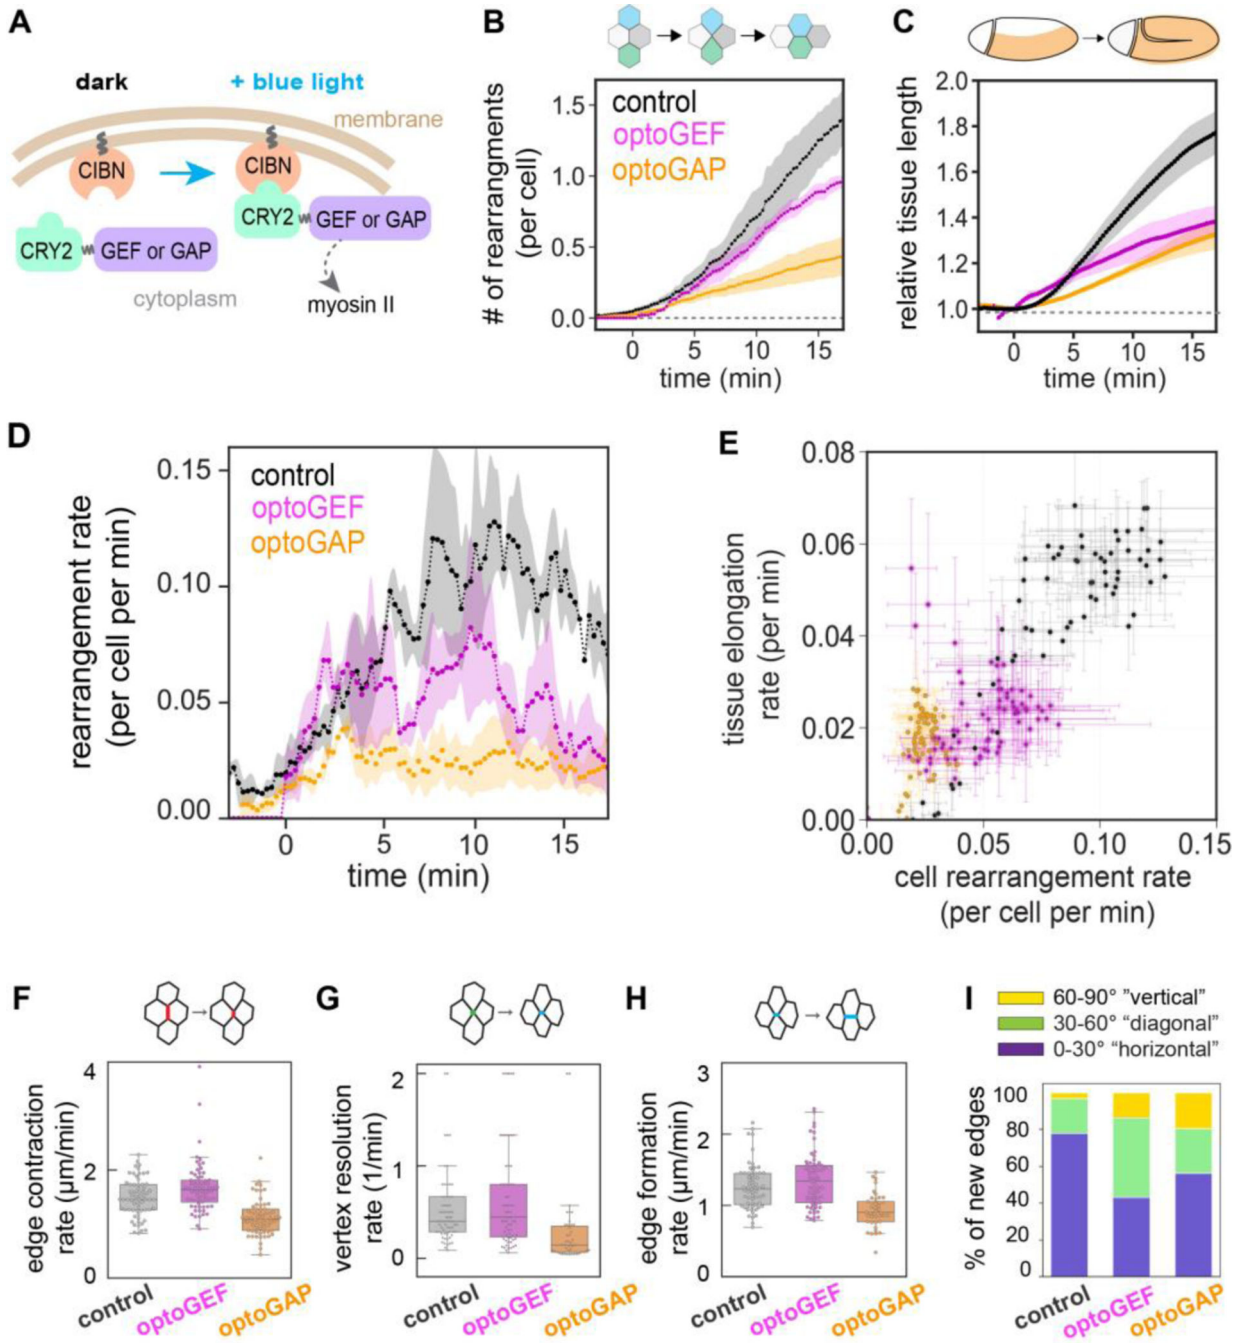 A
dark
+ blue light
membrane
CIBN
CIBN
CRY2
GEF or GAP
CRY2
GEF or GAP
cytoplasm
myosin II
B
# of rearrangments
(per cell)
control
optoGEF
optoGAP
1.5
1.0
0.5
0.0
0 5 10 15
time (min)
C
relative tissue length
2.0
1.8
1.6
1.4
1.2
1.0
0 5 10 15
time (min)
D
rearrangement rate
(per cell per min)
control
optoGEF
optoGAP
0.15
0.10
0.05
0.00
0 5 10 15
time (min)
E
tissue elongation
rate (per min)
0.08
0.06
0.04
0.02
0.00
0.00 0.05 0.10 0.15
cell rearrangement rate
(per cell per min)
F
edge contraction
rate (µm/min)
4
2
0
control optoGEF optoGAP
G
vertex resolution
rate (1/min)
2
1
0
control optoGEF optoGAP
H
edge formation
rate (µm/min)
3
2
1
0
control optoGEF optoGAP
I
60-90° "vertical"
30-60° "diagonal"
0-30° "horizontal"
% of new edges
100
80
60
40
20
0
control optoGEF optoGAP